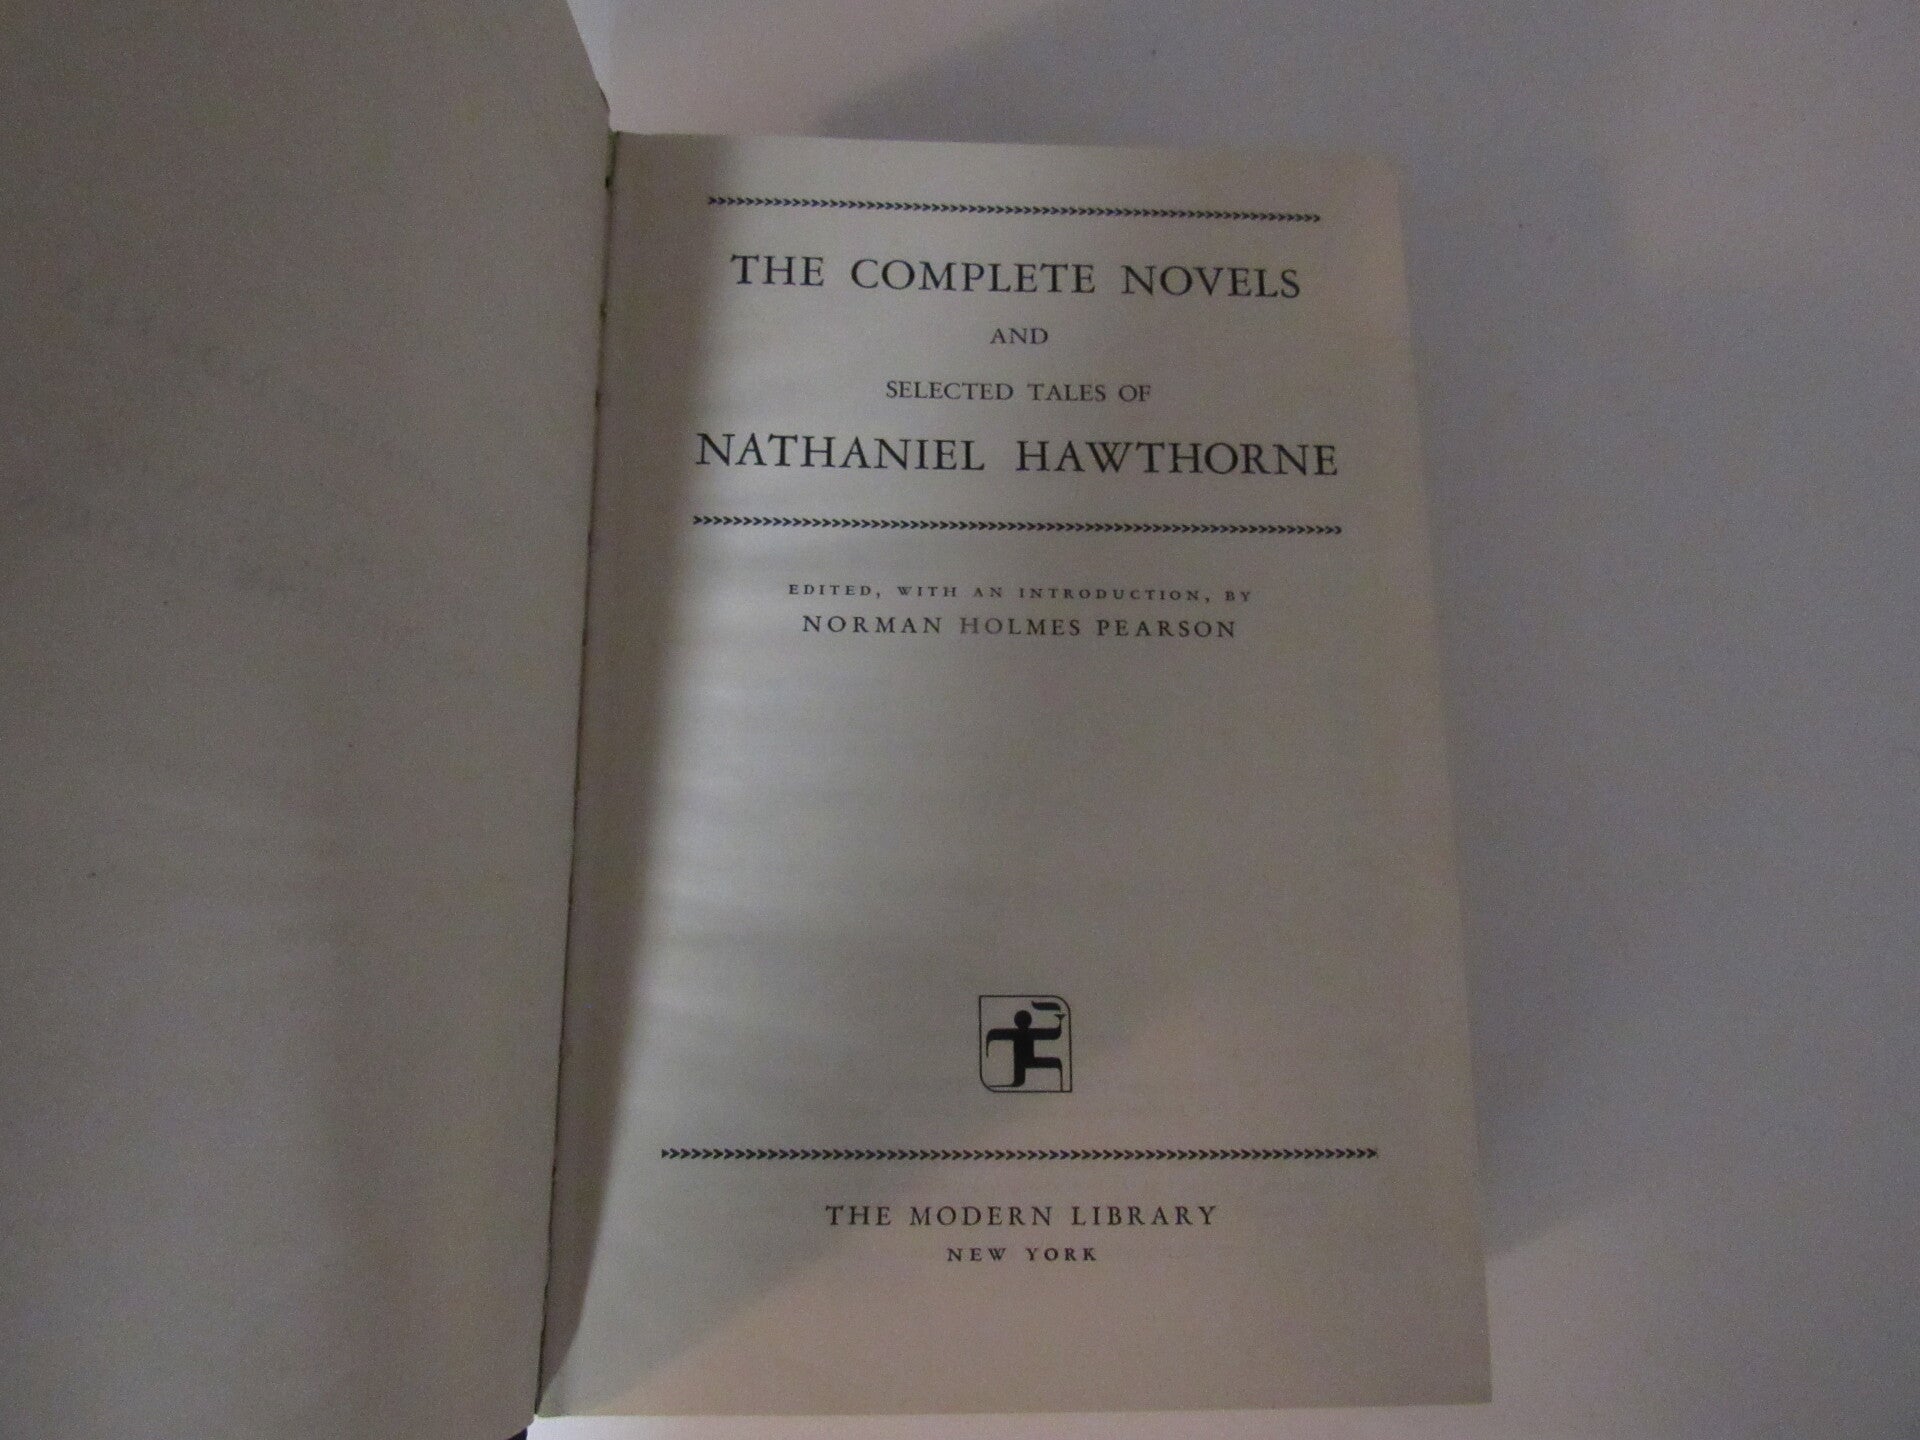 THE COMPLETE NOVELS
AND
SELECTED TALES OF
NATHANIEL HAWTHORNE
EDITED, WITH AN INTRODUCTION, BY
NORMAN HOLMES PEARSON
THE MODERN LIBRARY
NEW YORK